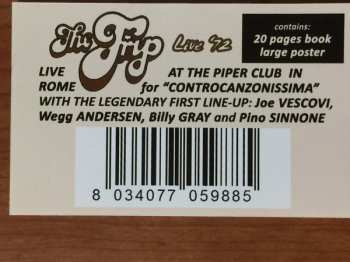 The Trip Live '72
contains:
20 pages book
large poster
LIVE AT THE PIPER CLUB IN
ROME for "CONTROCANZONISSIMA"
WITH THE LEGENDARY FIRST LINE-UP: Joe VESCOVI,
Wegg ANDERSEN, Billy GRAY and Pino SINNONE
8 034077 059885